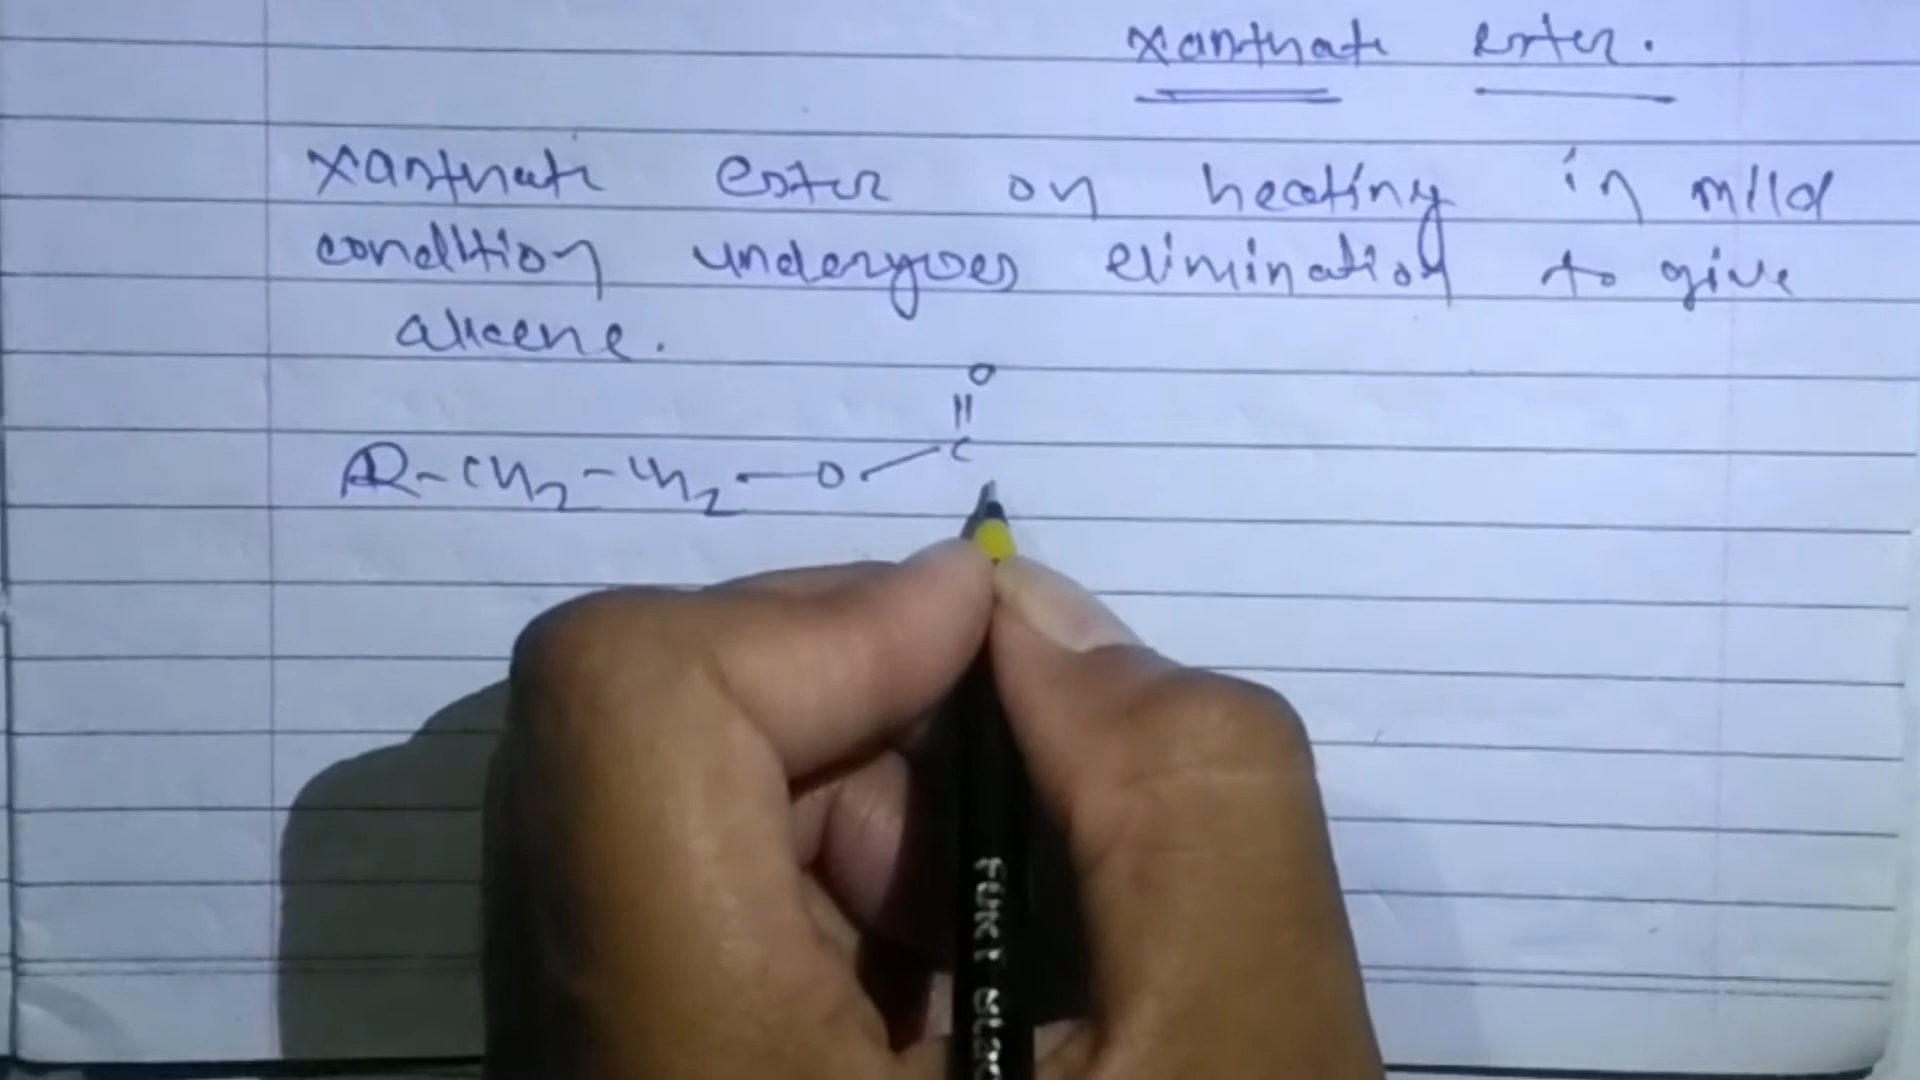 xanthate ester.
xanthate ester on heating in mild
condition undergoes elimination to give
alkene.
O
||
R-CH2-CH2-O-C